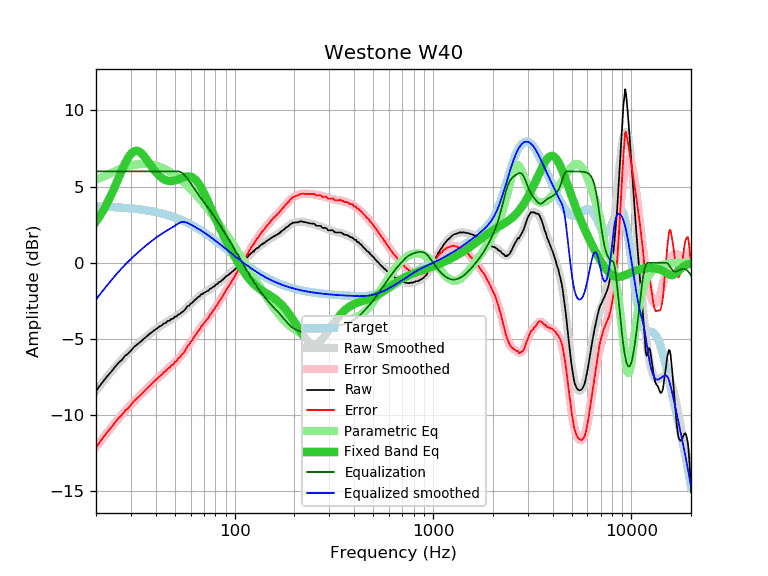 Westone W40
Amplitude (dBr)
10
5
0
−5
−10
−15
Target
Raw Smoothed
Error Smoothed
Raw
Error
Parametric Eq
Fixed Band Eq
Equalization
Equalized smoothed
100
1000
10000
Frequency (Hz)